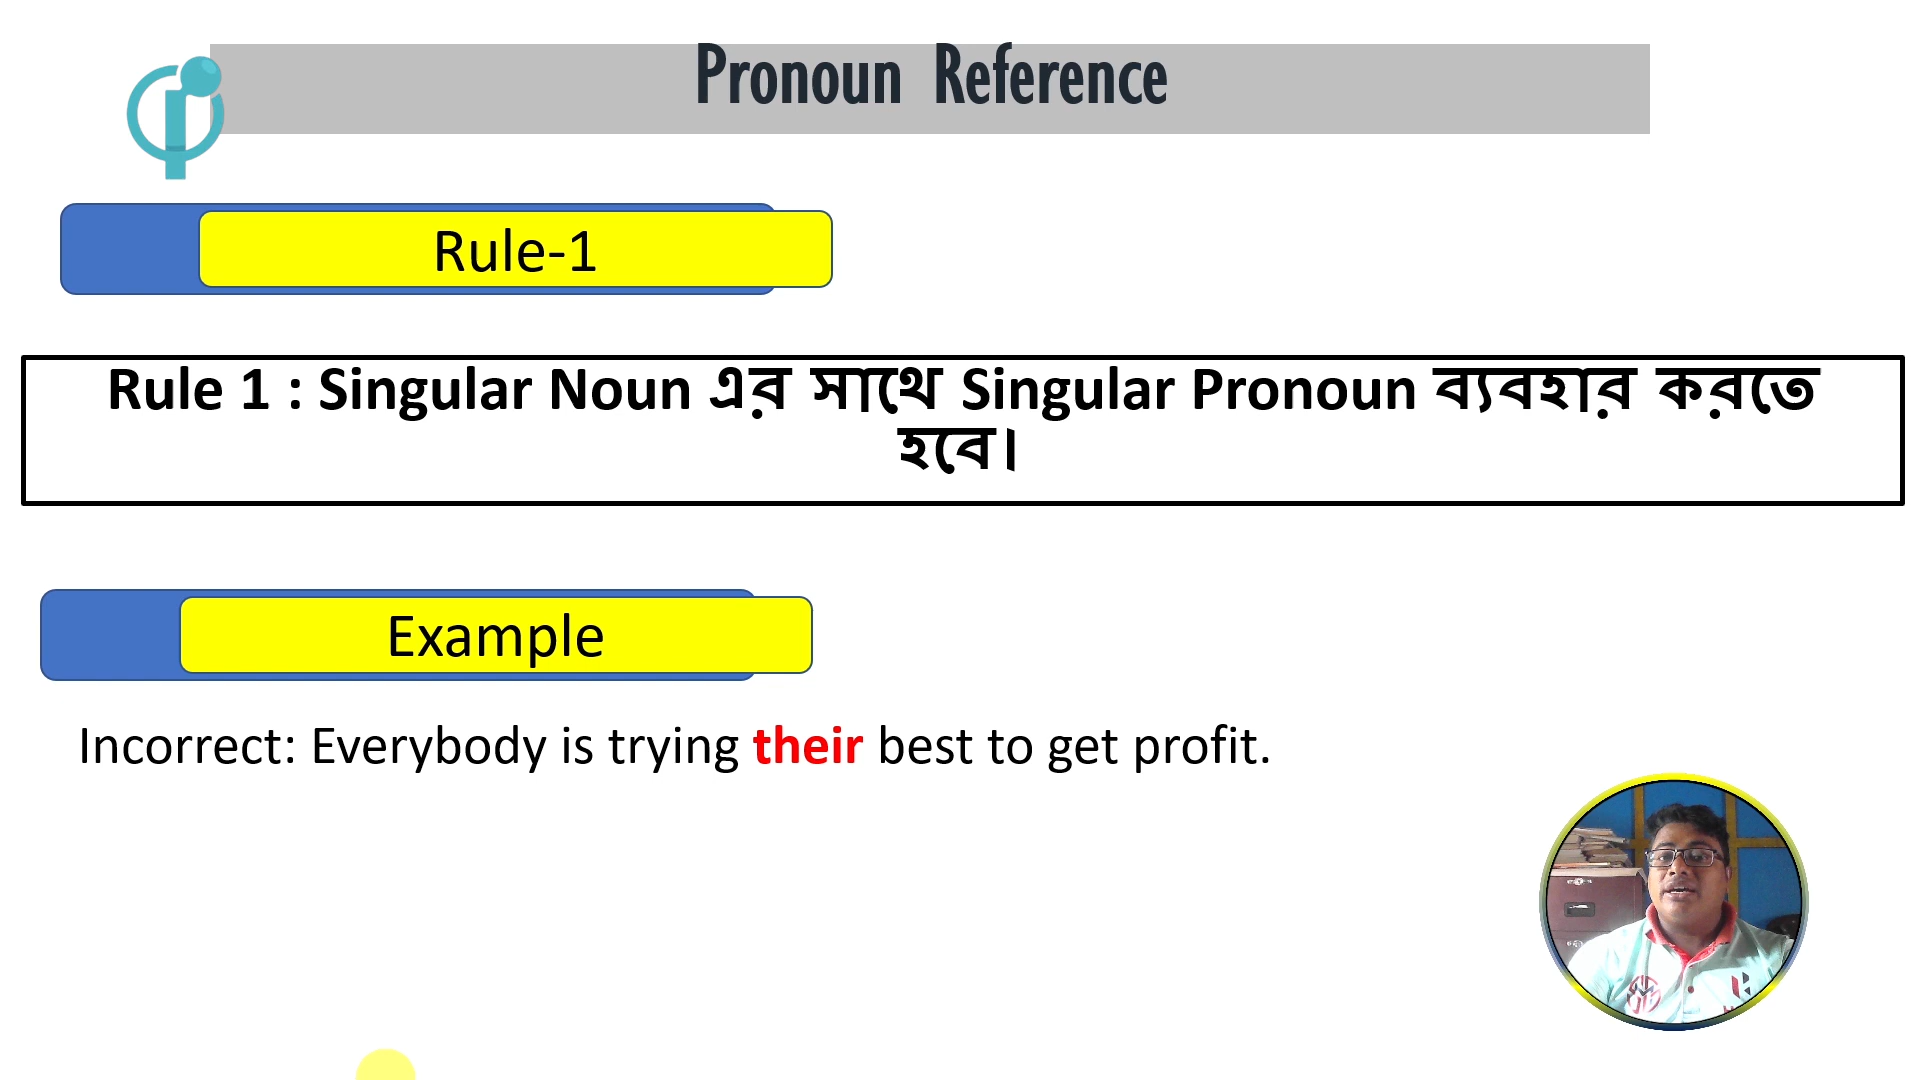 Pronoun Reference
Rule-1
Rule 1 : Singular Noun এর সাথে Singular Pronoun ব্যবহার করতে
হবে।
Example
Incorrect: Everybody is trying their best to get profit.